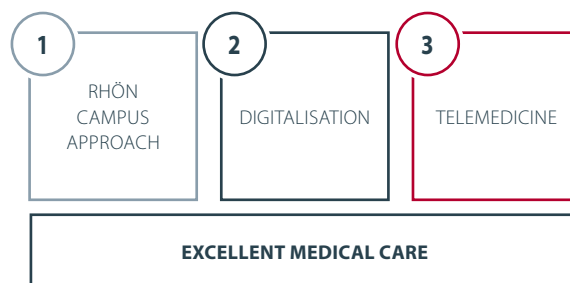 1
RHÖN
CAMPUS
APPROACH
2
DIGITALISATION
3
TELEMEDICINE
EXCELLENT MEDICAL CARE